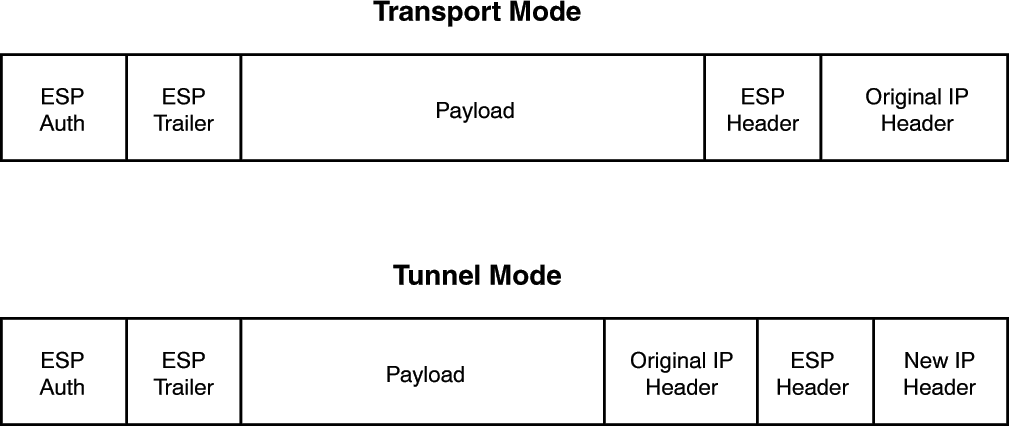 Transport Mode
ESP
Auth
ESP
Trailer
Payload
ESP
Header
Original IP
Header
Tunnel Mode
ESP
Auth
ESP
Trailer
Payload
Original IP
Header
ESP
Header
New IP
Header